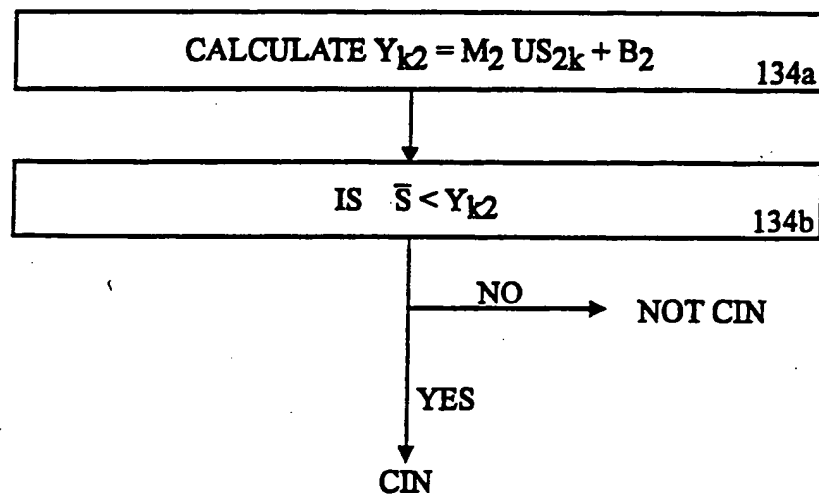 CALCULATE Yk2 = M2 US2k + B2
134a
IS S̄ < Yk2
134b
NO
NOT CIN
YES
CIN